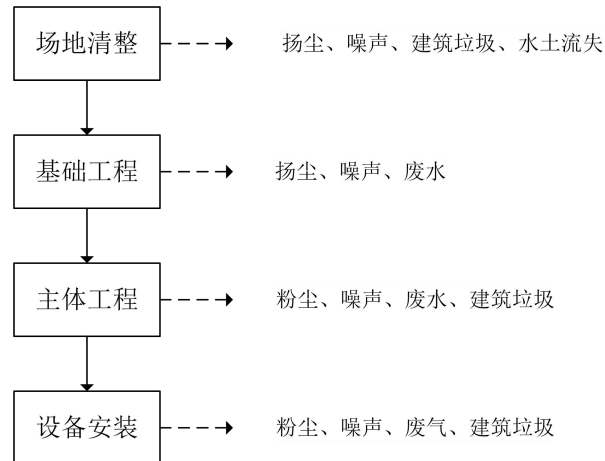 场地清整 扬尘、噪声、建筑垃圾、水土流失
基础工程 扬尘、噪声、废水
主体工程 粉尘、噪声、废水、建筑垃圾
设备安装 粉尘、噪声、废气、建筑垃圾